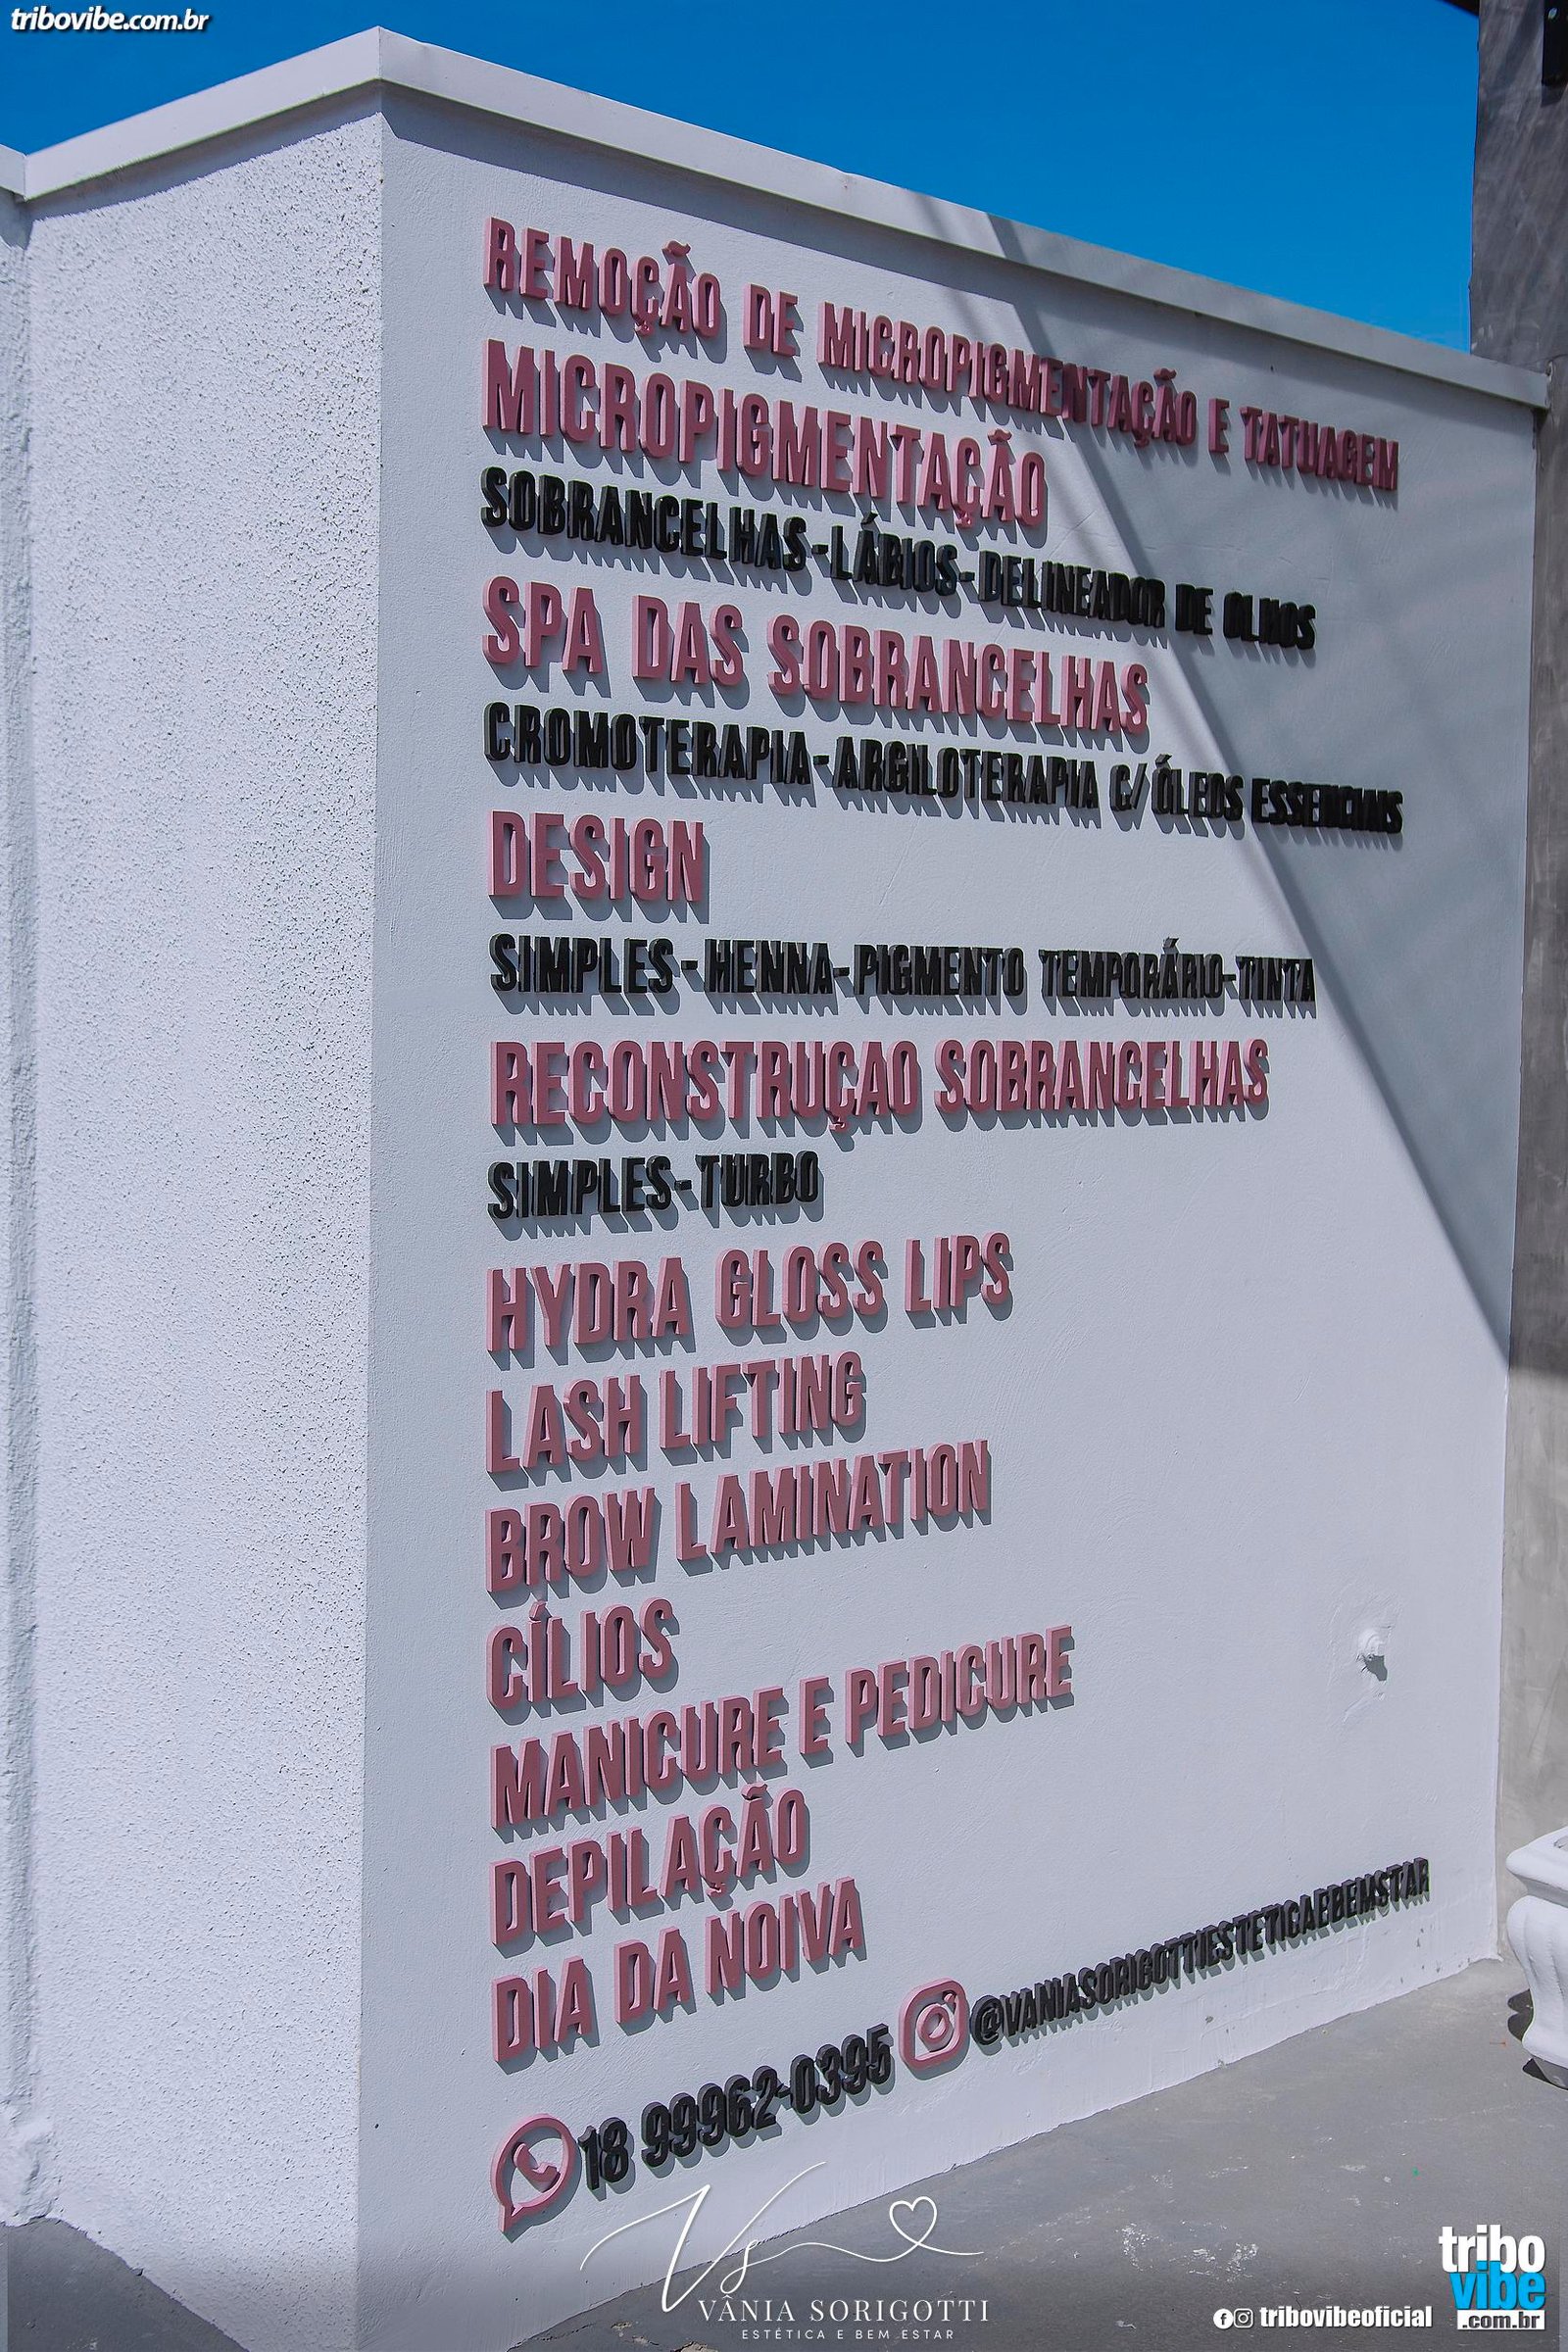 tribovibe.com.br
REMOÇÃO DE MICROPIGMENTAÇÃO E TATUAGEM
MICROPIGMENTAÇÃO
SOBRANCELHAS-LÁBIOS-DELINEADOR DE OLHOS
SPA DAS SOBRANCELHAS
CROMOTERAPIA-ARGILOTERAPIA C/ ÓLEOS ESSENCIAIS
DESIGN
SIMPLES-HENNA-PIGMENTO TEMPORÁRIO-TINTA
RECONSTRUÇAO SOBRANCELHAS
SIMPLES-TURBO
HYDRA GLOSS LIPS
LASH LIFTING
BROW LAMINATION
CÍLIOS
MANICURE E PEDICURE
DEPILAÇÃO
DIA DA NOIVA
18 99962-0395 @VANIASORIGOTTIESTETICAEBEMSTAR
Vs
VÂNIA SORIGOTTI
ESTÉTICA E BEM ESTAR
tribovibeoficial
tribo
vibe
.com.br